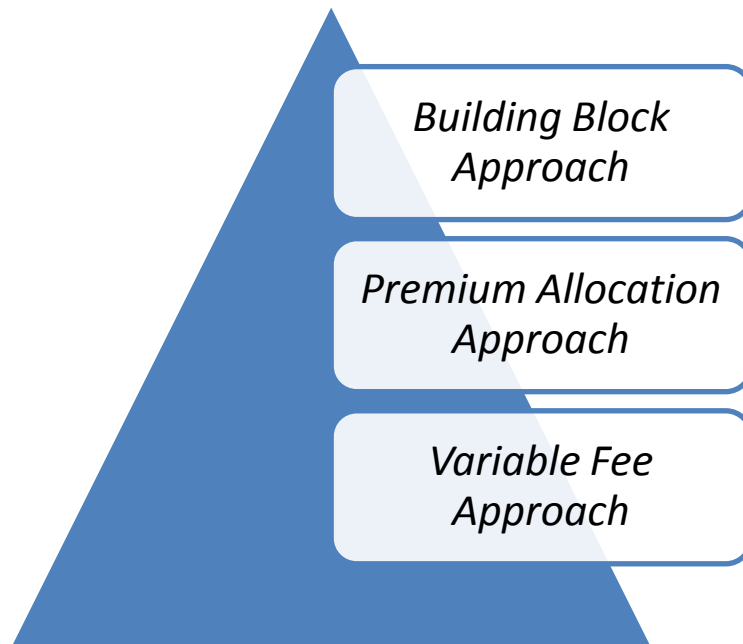 Building Block
Approach
Premium Allocation
Approach
Variable Fee
Approach